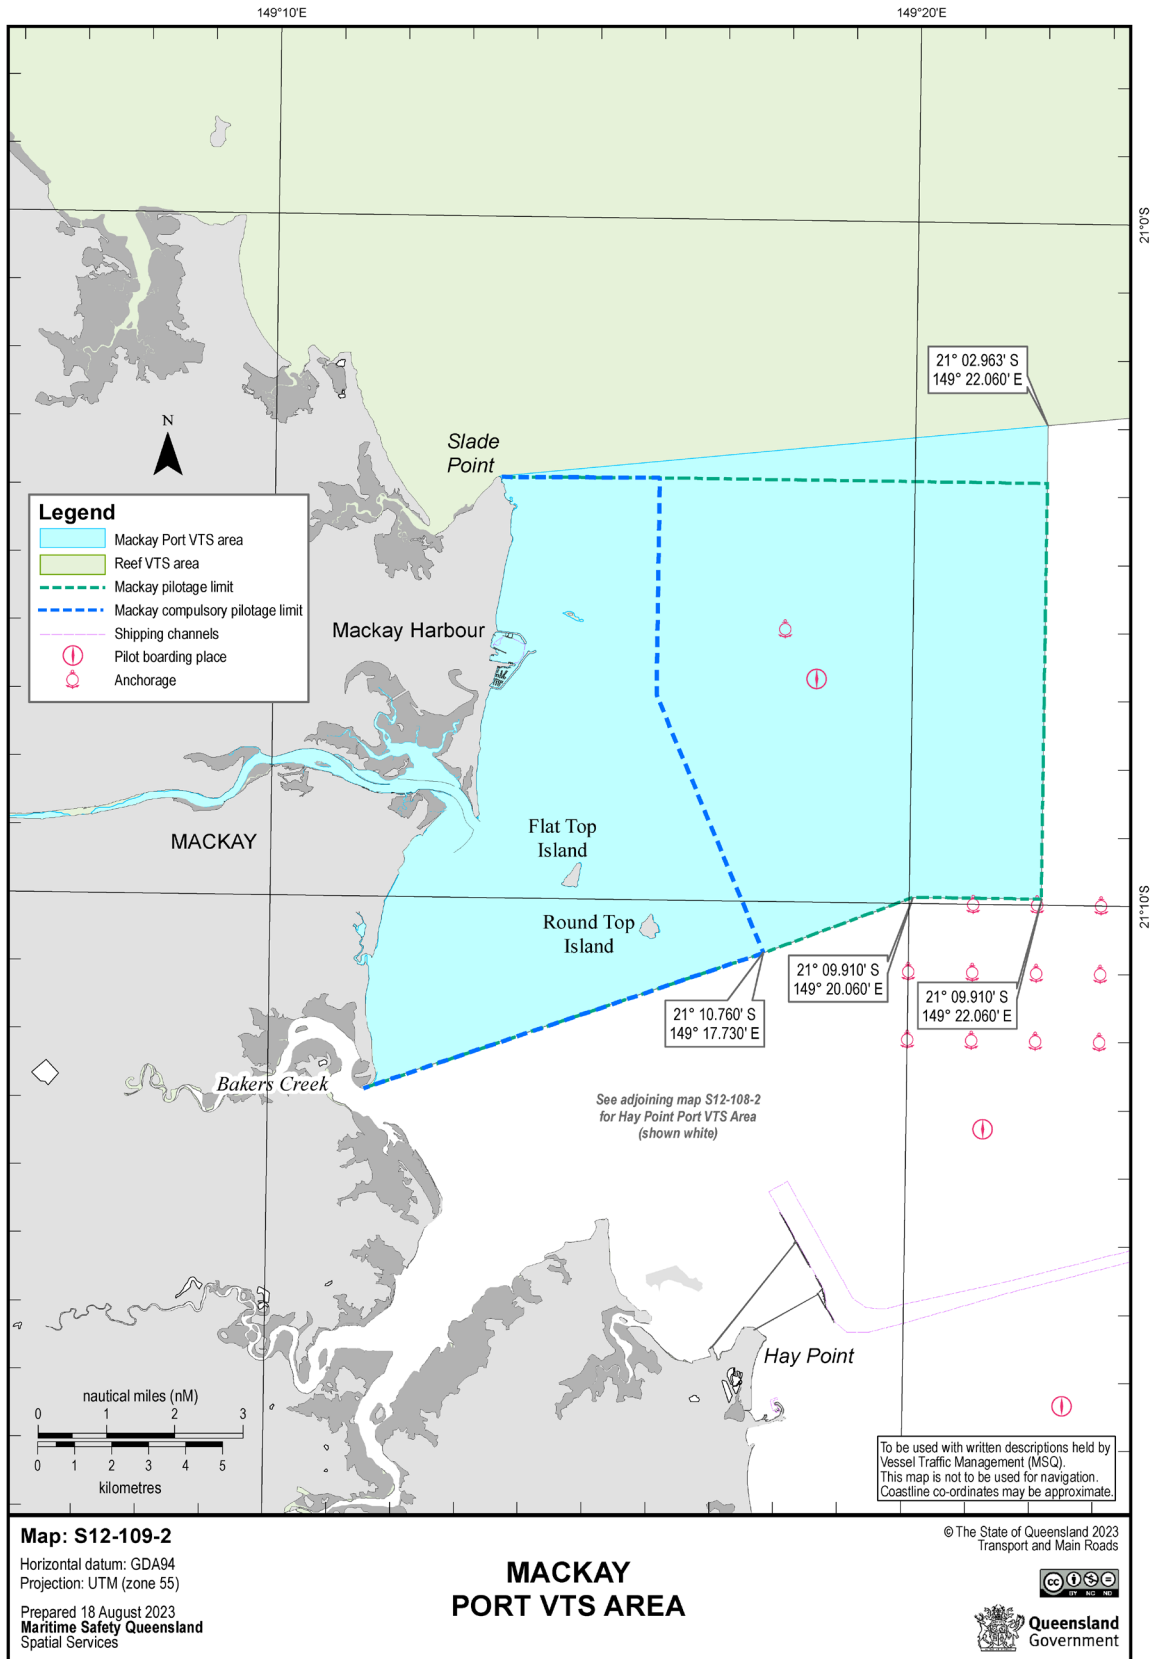 149°10'E
149°20'E
21°0'S
21° 02.963' S
149° 22.060' E
Slade
Point
N
Legend
Mackay Port VTS area
Reef VTS area
Mackay pilotage limit
Mackay compulsory pilotage limit
Shipping channels
Pilot boarding place
Anchorage
Mackay Harbour
MACKAY
Flat Top
Island
21°10'S
Round Top
Island
21° 09.910' S
149° 20.060' E
21° 09.910' S
149° 22.060' E
21° 10.760' S
149° 17.730' E
Bakers Creek
See adjoining map S12-108-2
for Hay Point Port VTS Area
(shown white)
Hay Point
nautical miles (nM)
0 1 2 3
0 1 2 3 4 5
kilometres
To be used with written descriptions held by
Vessel Traffic Management (MSQ).
This map is not to be used for navigation.
Coastline co-ordinates may be approximate.
Map: S12-109-2
Horizontal datum: GDA94
Projection: UTM (zone 55)
Prepared 18 August 2023
Maritime Safety Queensland
Spatial Services
MACKAY
PORT VTS AREA
© The State of Queensland 2023
Transport and Main Roads
cc
BY NC ND
Queensland
Government